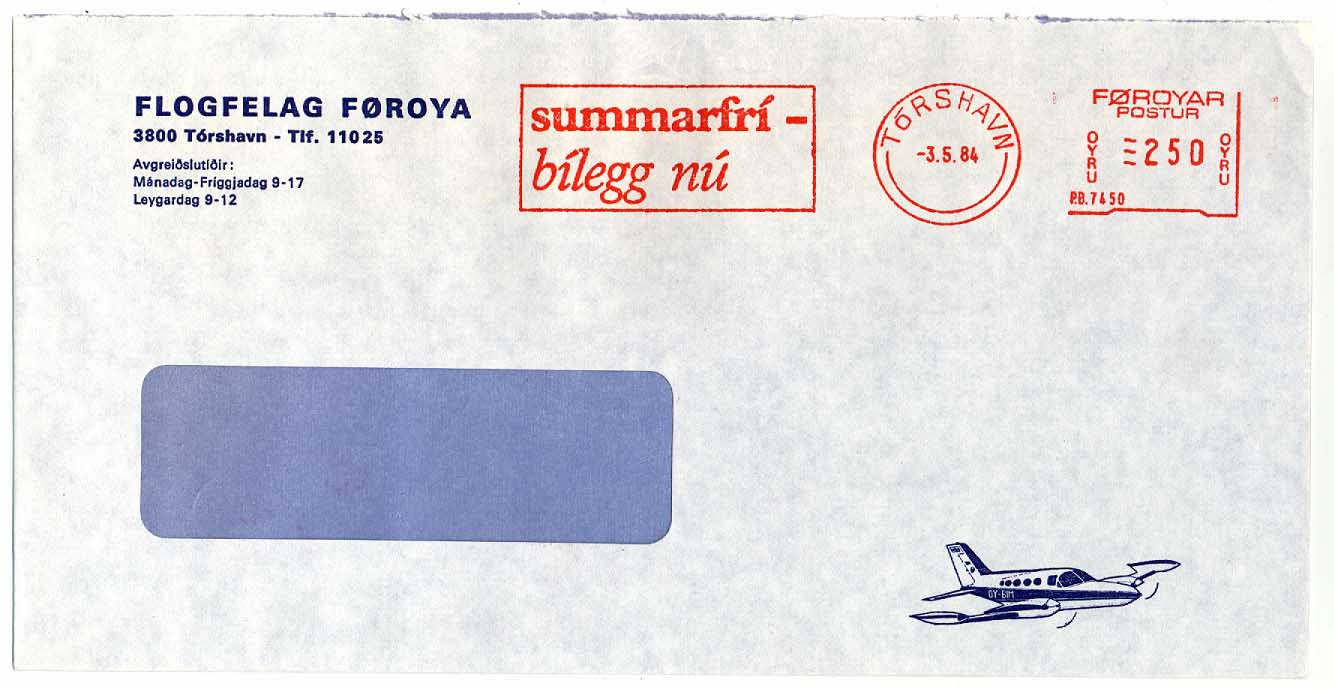 FLOGFELAG FØROYA
3800 Tórshavn - Tlf. 11025
Avgreiðslutíðir:
Mánadag-Fríggjadag 9-17
Leygardag 9-12
summarfrí -
bílegg nú
TÓRSHAVN
-3.5.84
FØROYAR
POSTUR
OYRU
250
OYRU
P.B. 7450
OY-BIM